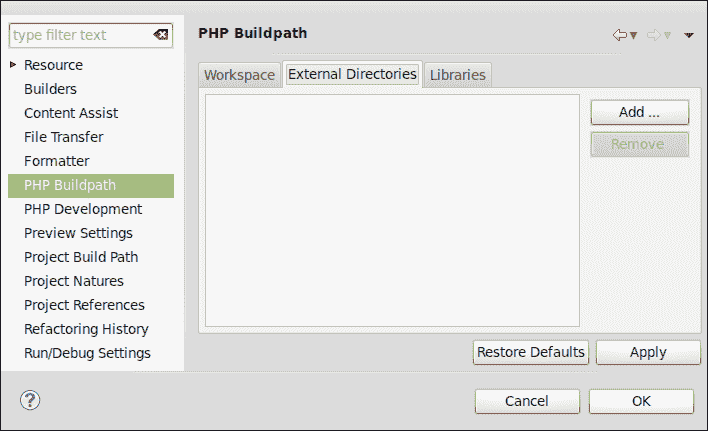 type filter text
PHP Buildpath
Resource
Builders
Content Assist
File Transfer
Formatter
PHP Buildpath
PHP Development
Preview Settings
Project Build Path
Project Natures
Project References
Refactoring History
Run/Debug Settings
Workspace
External Directories
Libraries
Add ...
Remove
Restore Defaults
Apply
?
Cancel
OK